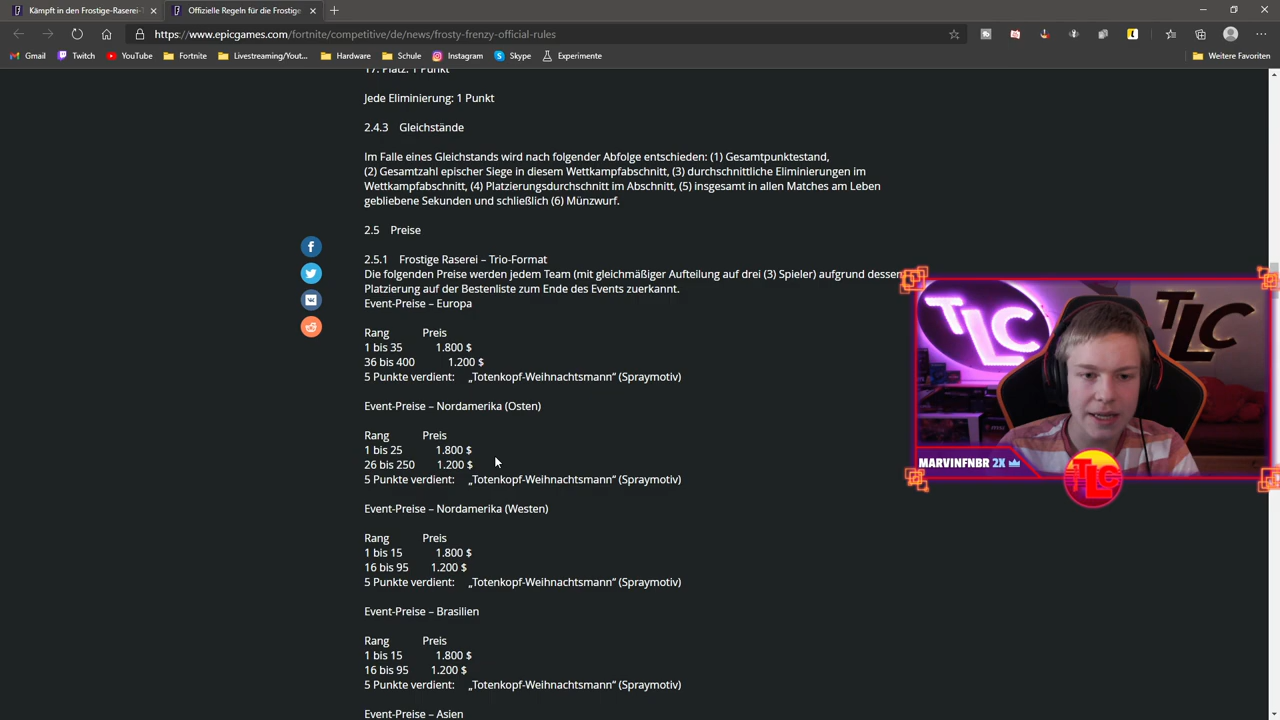 Kämpft in den Frostige-Raserei-
Offizielle Regeln für die Frostige
https://www.epicgames.com/fortnite/competitive/de/news/frosty-frenzy-official-rules
Gmail Twitch YouTube Fortnite Livestreaming/Yout... Hardware Schule Instagram Skype Experimente Weitere Favoriten
17. Platz: 1 Punkt
Jede Eliminierung: 1 Punkt
2.4.3 Gleichstände
Im Falle eines Gleichstands wird nach folgender Abfolge entschieden: (1) Gesamtpunktestand,
(2) Gesamtzahl epischer Siege in diesem Wettkampfabschnitt, (3) durchschnittliche Eliminierungen im
Wettkampfabschnitt, (4) Platzierungsdurchschnitt im Abschnitt, (5) insgesamt in allen Matches am Leben
gebliebene Sekunden und schließlich (6) Münzwurf.
2.5 Preise
2.5.1 Frostige Raserei – Trio-Format
Die folgenden Preise werden jedem Team (mit gleichmäßiger Aufteilung auf drei (3) Spieler) aufgrund dessen
Platzierung auf der Bestenliste zum Ende des Events zuerkannt.
Event-Preise – Europa
Rang Preis
1 bis 35 1.800 $
36 bis 400 1.200 $
5 Punkte verdient: „Totenkopf-Weihnachtsmann“ (Spraymotiv)
Event-Preise – Nordamerika (Osten)
Rang Preis
1 bis 25 1.800 $
26 bis 250 1.200 $
5 Punkte verdient: „Totenkopf-Weihnachtsmann“ (Spraymotiv)
Event-Preise – Nordamerika (Westen)
Rang Preis
1 bis 15 1.800 $
16 bis 95 1.200 $
5 Punkte verdient: „Totenkopf-Weihnachtsmann“ (Spraymotiv)
Event-Preise – Brasilien
Rang Preis
1 bis 15 1.800 $
16 bis 95 1.200 $
5 Punkte verdient: „Totenkopf-Weihnachtsmann“ (Spraymotiv)
Event-Preise – Asien
TLC
TLC
MARVINFNBR 2X
TLC